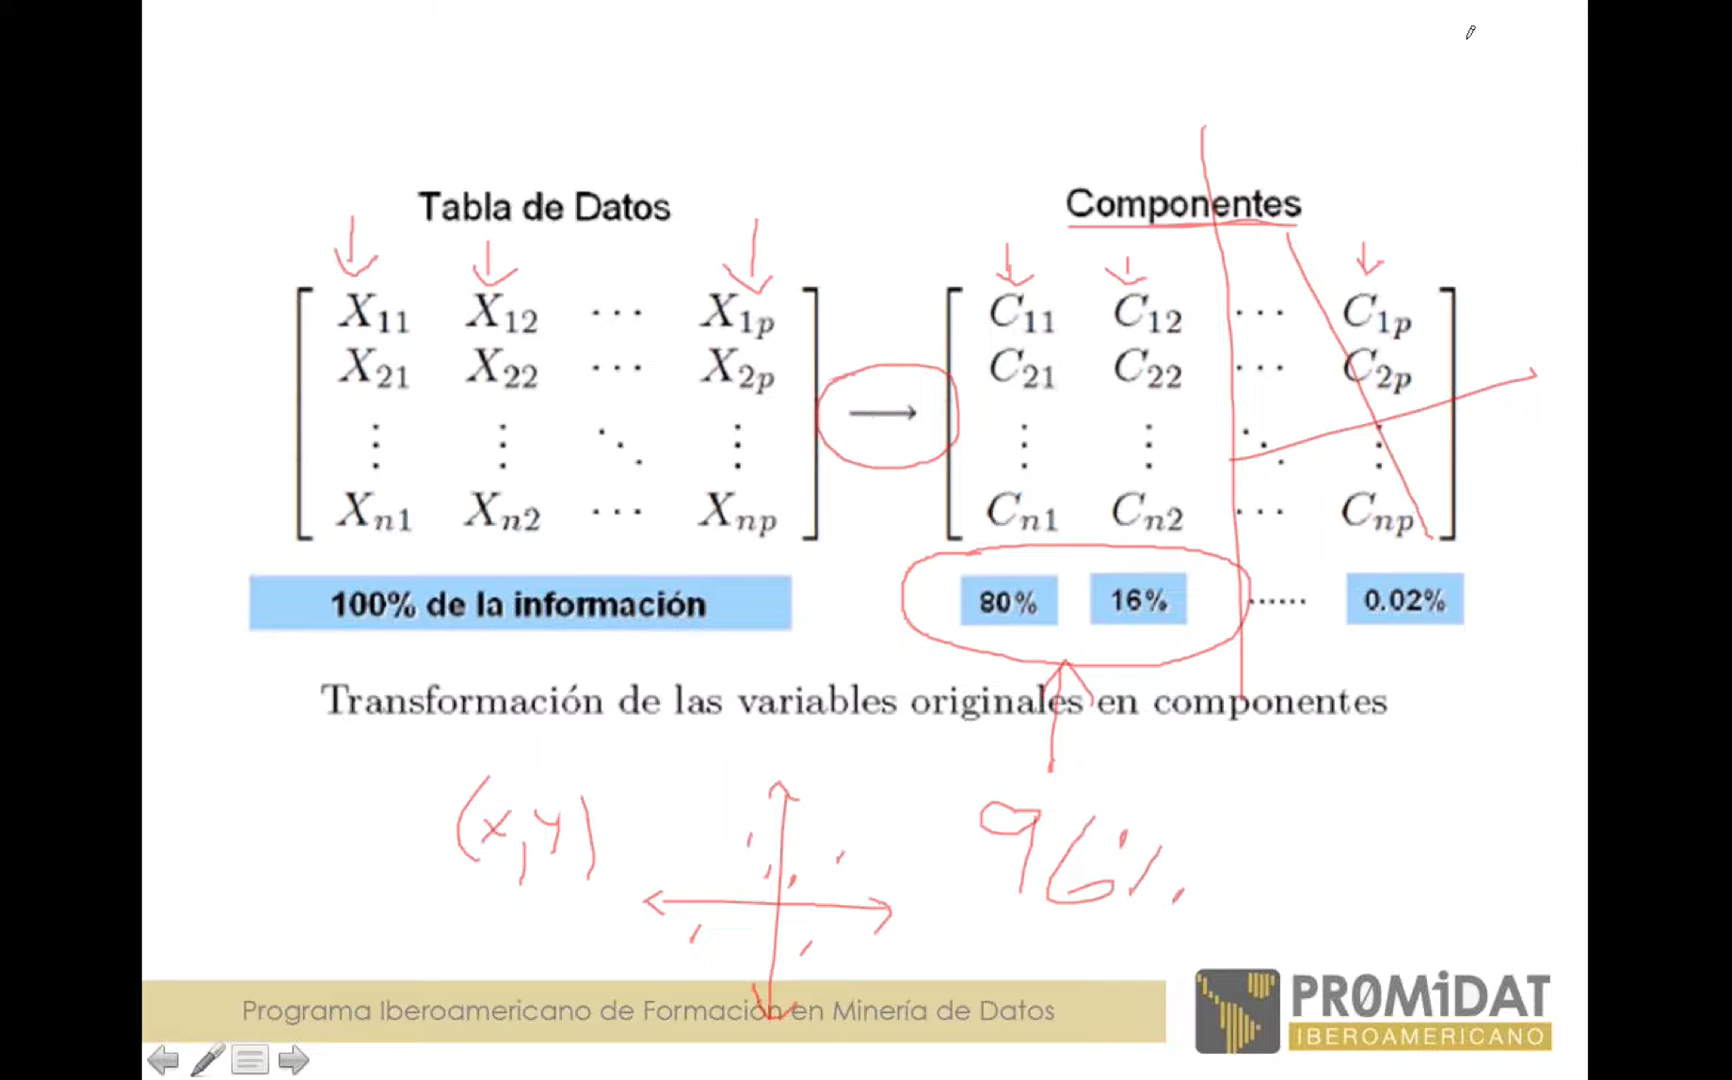 Tabla de Datos
Componentes
X11 X12 ··· X1p
X21 X22 ··· X2p
⋮ ⋮ ⋱ ⋮
Xn1 Xn2 ··· Xnp
→
C11 C12 ··· C1p
C21 C22 ··· C2p
⋮ ⋮ ⋱ ⋮
Cn1 Cn2 ··· Cnp
100% de la información
80% 16% ······ 0.02%
Transformación de las variables originales en componentes
(x,y)
96%.
Programa Iberoamericano de Formación en Minería de Datos
PR0MiDAT
IBEROAMERICANO